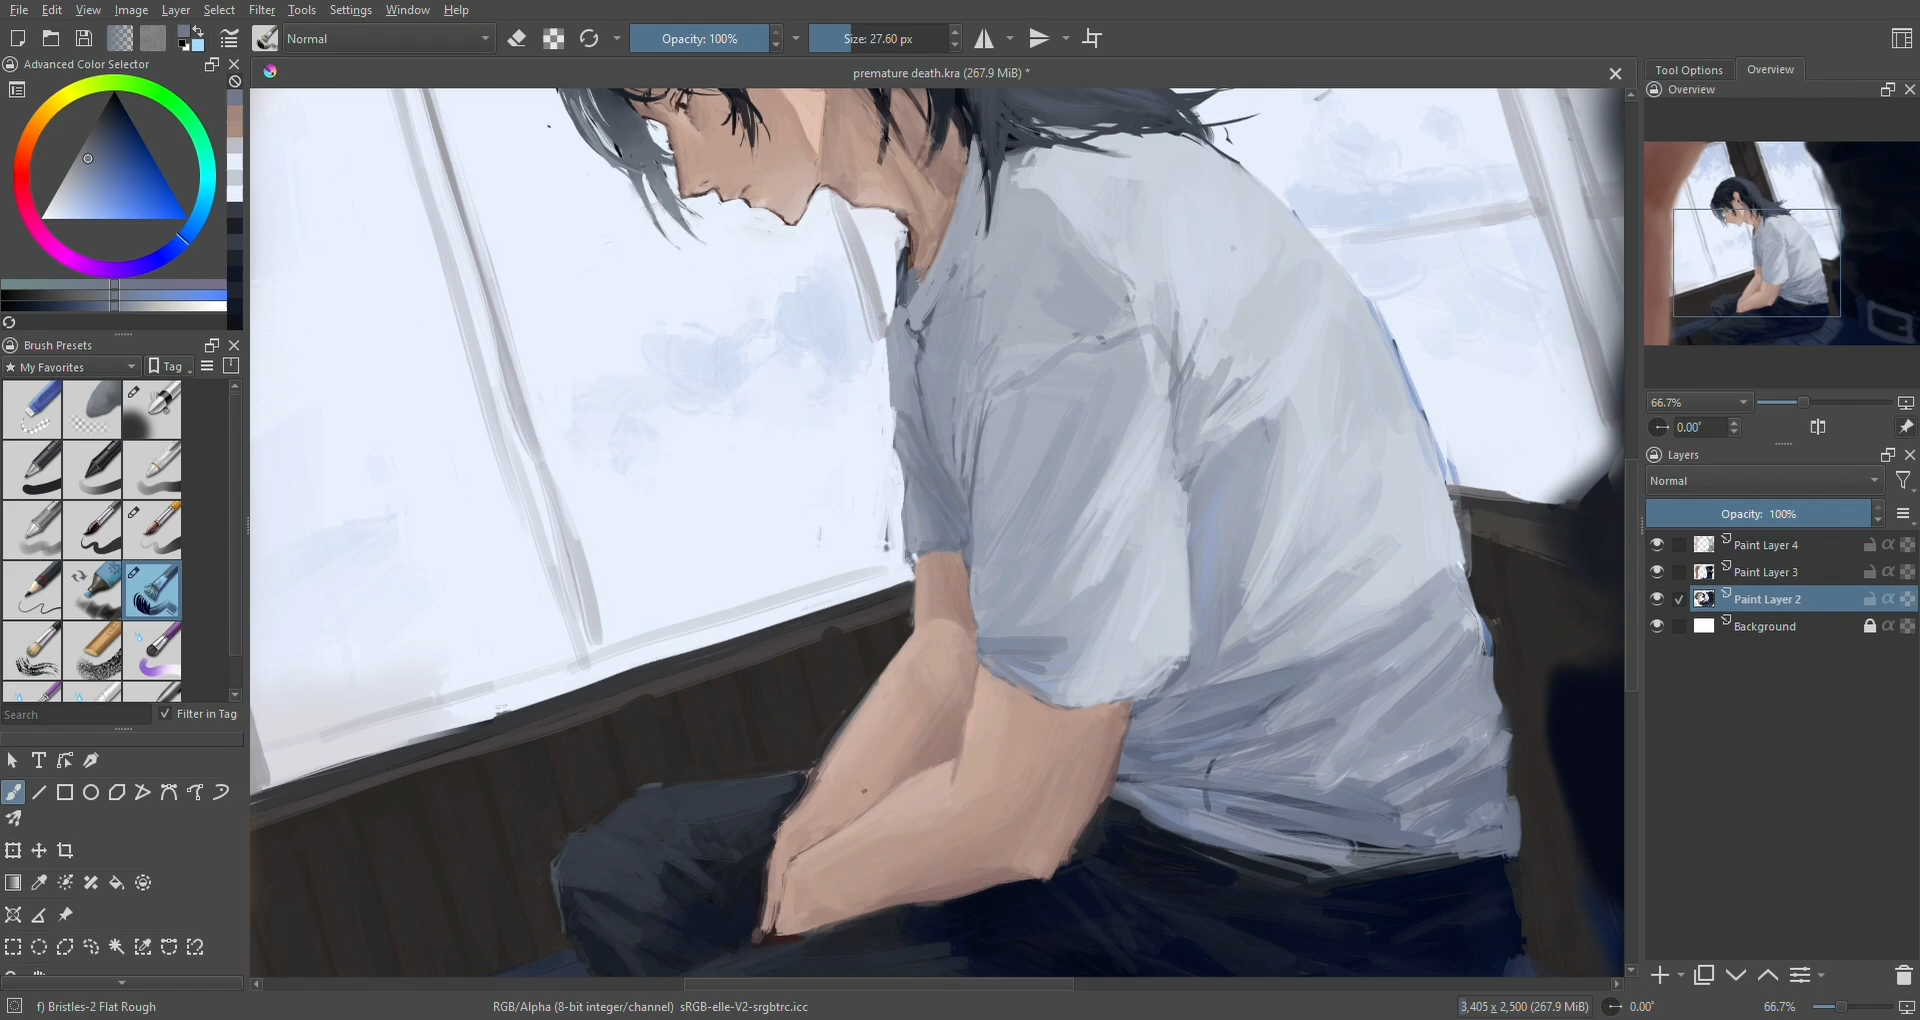 File Edit View Image Layer Select Filter Tools Settings Window Help
Normal
Opacity: 100%
Size: 27.60 px
Advanced Color Selector
premature death.kra (267.9 MiB) *
Tool Options
Overview
Overview
66.7%
0.00°
Brush Presets
My Favorites
Tag
Search
Filter in Tag
Layers
Normal
Opacity: 100%
Paint Layer 4
Paint Layer 3
Paint Layer 2
Background
f) Bristles-2 Flat Rough
RGB/Alpha (8-bit integer/channel) sRGB-elle-V2-srgbtrc.icc
3,405 x 2,500 (267.9 MiB)
0.00°
66.7%